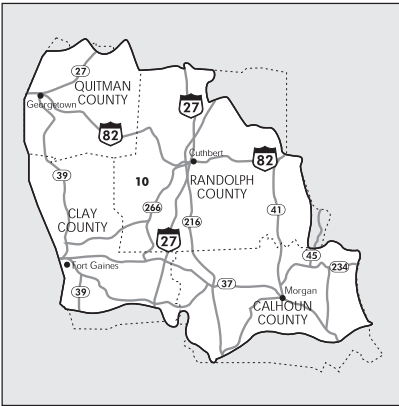 27
QUITMAN
COUNTY
27
Georgetown
82
Cuthbert
82
39
10
RANDOLPH
COUNTY
266
41
CLAY
COUNTY
216
27
45
234
Fort Gaines
37
39
Morgan
CALHOUN
COUNTY